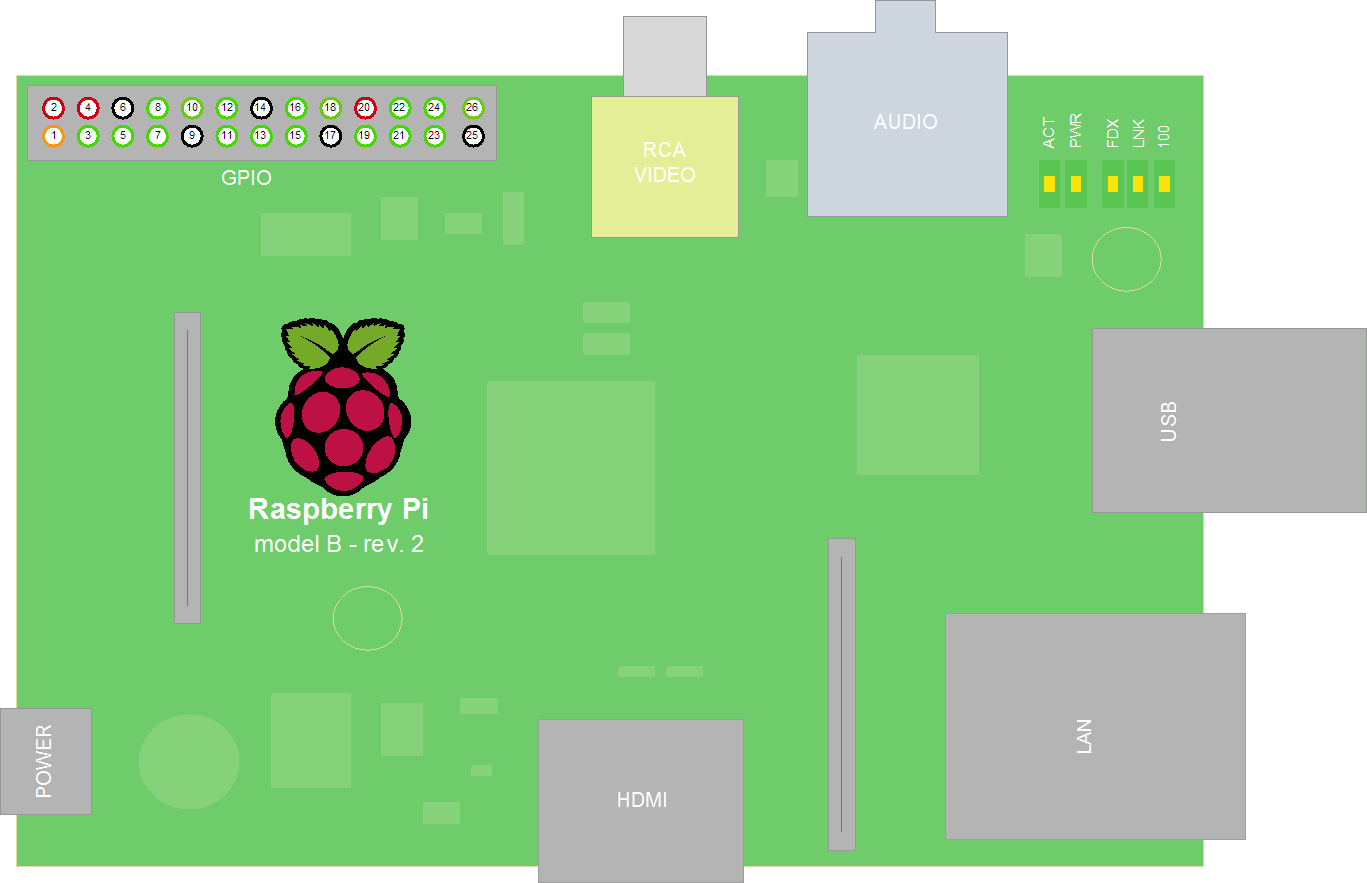 2 4 6 8 10 12 14 16 18 20 22 24 26
1 3 5 7 9 11 13 15 17 19 21 23 25
GPIO
RCA
VIDEO
AUDIO
ACT
PWR
FDX
LNK
100
USB
Raspberry Pi
model B - rev. 2
POWER
HDMI
LAN